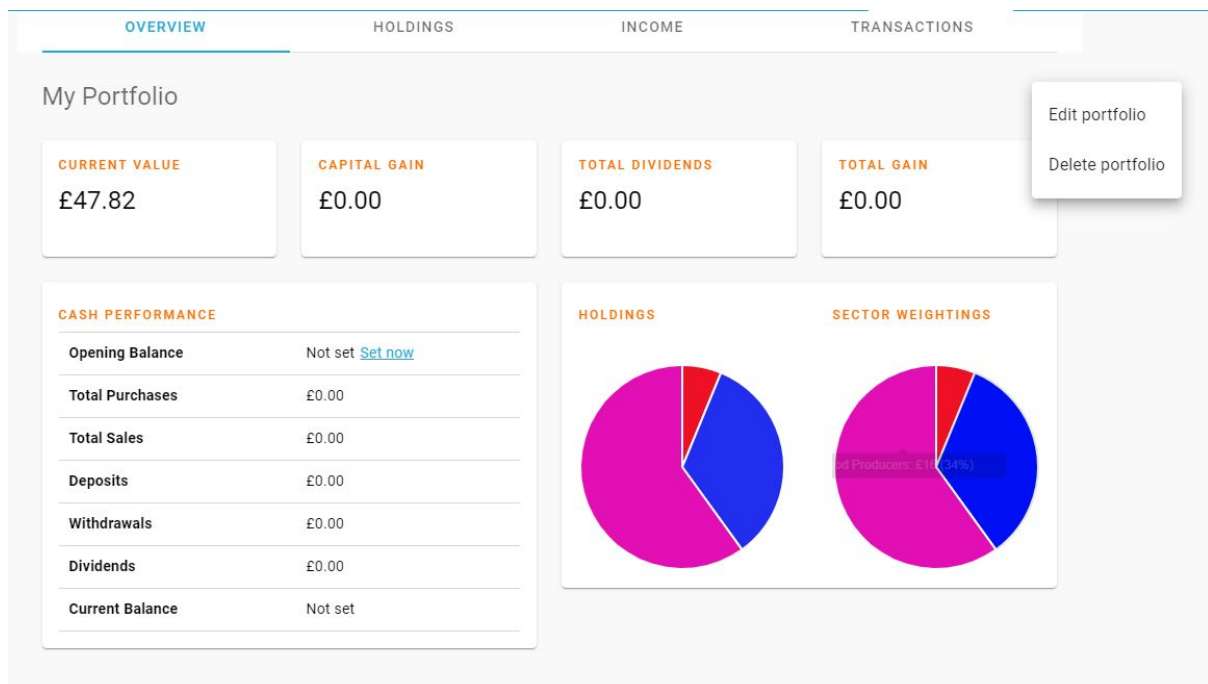 OVERVIEW HOLDINGS INCOME TRANSACTIONS
My Portfolio
Edit portfolio
Delete portfolio
CURRENT VALUE
£47.82
CAPITAL GAIN
£0.00
TOTAL DIVIDENDS
£0.00
TOTAL GAIN
£0.00
CASH PERFORMANCE
Opening Balance Not set Set now
Total Purchases £0.00
Total Sales £0.00
Deposits £0.00
Withdrawals £0.00
Dividends £0.00
Current Balance Not set
HOLDINGS
SECTOR WEIGHTINGS
Producers: (34%)